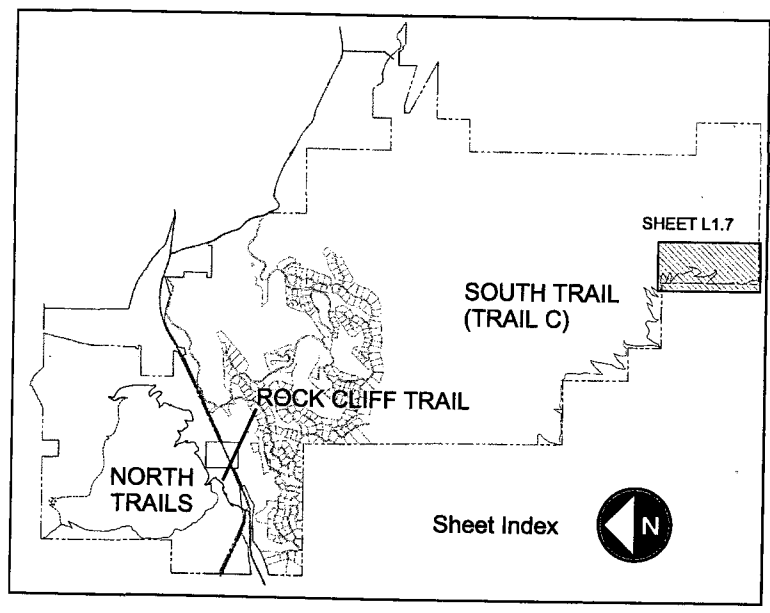 SHEET L1.7
SOUTH TRAIL
(TRAIL C)
ROCK CLIFF TRAIL
NORTH
TRAILS
Sheet Index
N